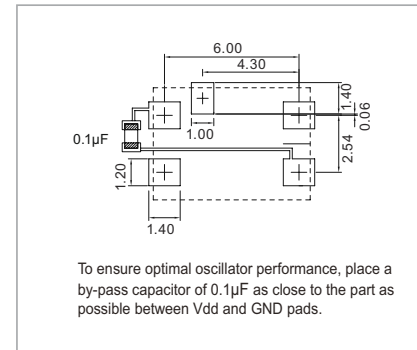 6.00
4.30
1.40
0.06
1.00
0.1µF
2.54
1.20
1.40
To ensure optimal oscillator performance, place a
by-pass capacitor of 0.1µF as close to the part as
possible between Vdd and GND pads.